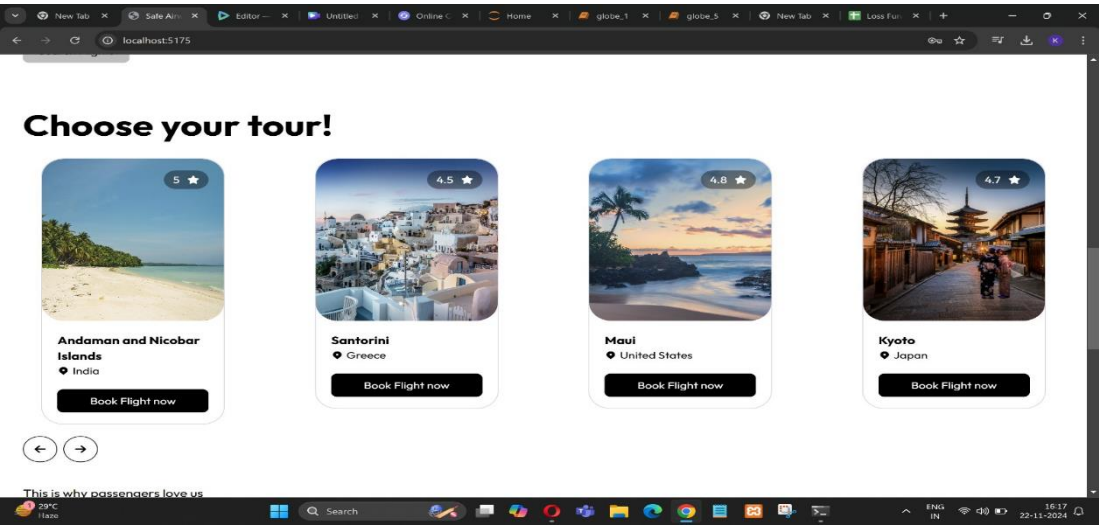 New Tab
Safe Airl
Editor —
Untitled
Online C
Home
globe_1
globe_5
New Tab
Loss Fun
localhost:5175
K
Choose your tour!
5
4.5
4.8
4.7
Andaman and Nicobar
Islands
India
Book Flight now
Santorini
Greece
Book Flight now
Maui
United States
Book Flight now
Kyoto
Japan
Book Flight now
This is why passengers love us
1
29°C
Haze
Search
ENG
IN
16:17
22-11-2024